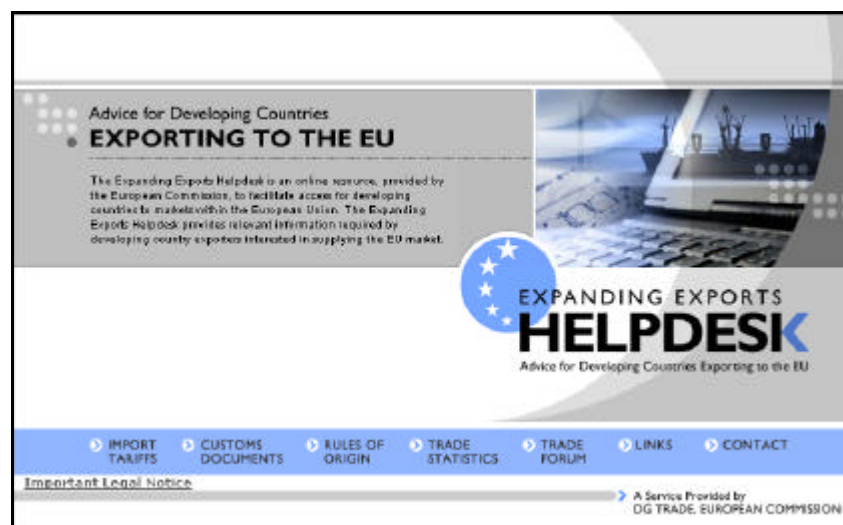 Advice for Developing Countries
EXPORTING TO THE EU
The Expanding Exports Helpdesk is an online resource, provided by
the European Commission, to facilitate access for developing
countries to markets within the European Union. The Expanding
Exports Helpdesk provides relevant information required by
developing country exporters interested in supplying the EU market.
EXPANDING EXPORTS
HELPDESK
Advice for Developing Countries Exporting to the EU
IMPORT TARIFFS
CUSTOMS DOCUMENTS
RULES OF ORIGIN
TRADE STATISTICS
TRADE FORUM
LINKS
CONTACT
Important Legal Notice
A Service Provided by
DG TRADE, EUROPEAN COMMISSION